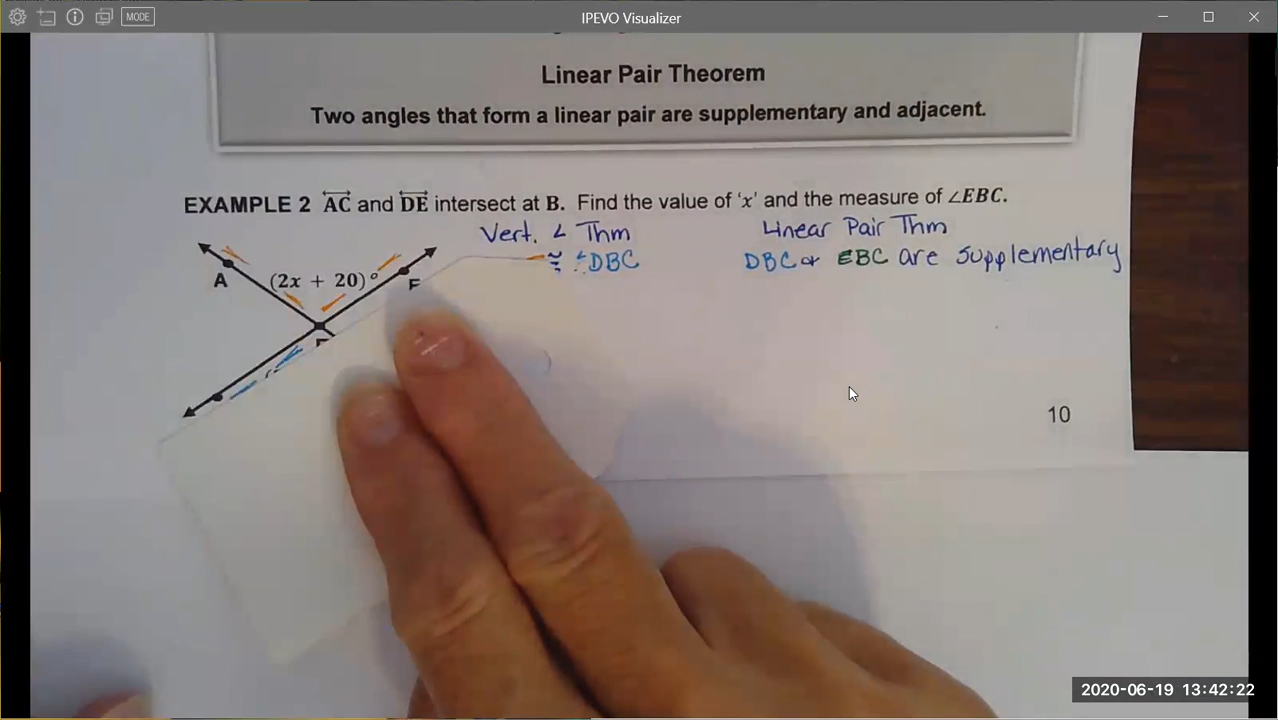 MODE
IPEVO Visualizer
Linear Pair Theorem
Two angles that form a linear pair are supplementary and adjacent.
EXAMPLE 2 AC and DE intersect at B. Find the value of 'x' and the measure of ∠EBC.
Vert. ∠ Thm
≅ ∠DBC
Linear Pair Thm
DBC & EBC are supplementary
A
(2x + 20)°
10
2020-06-19 13:42:22